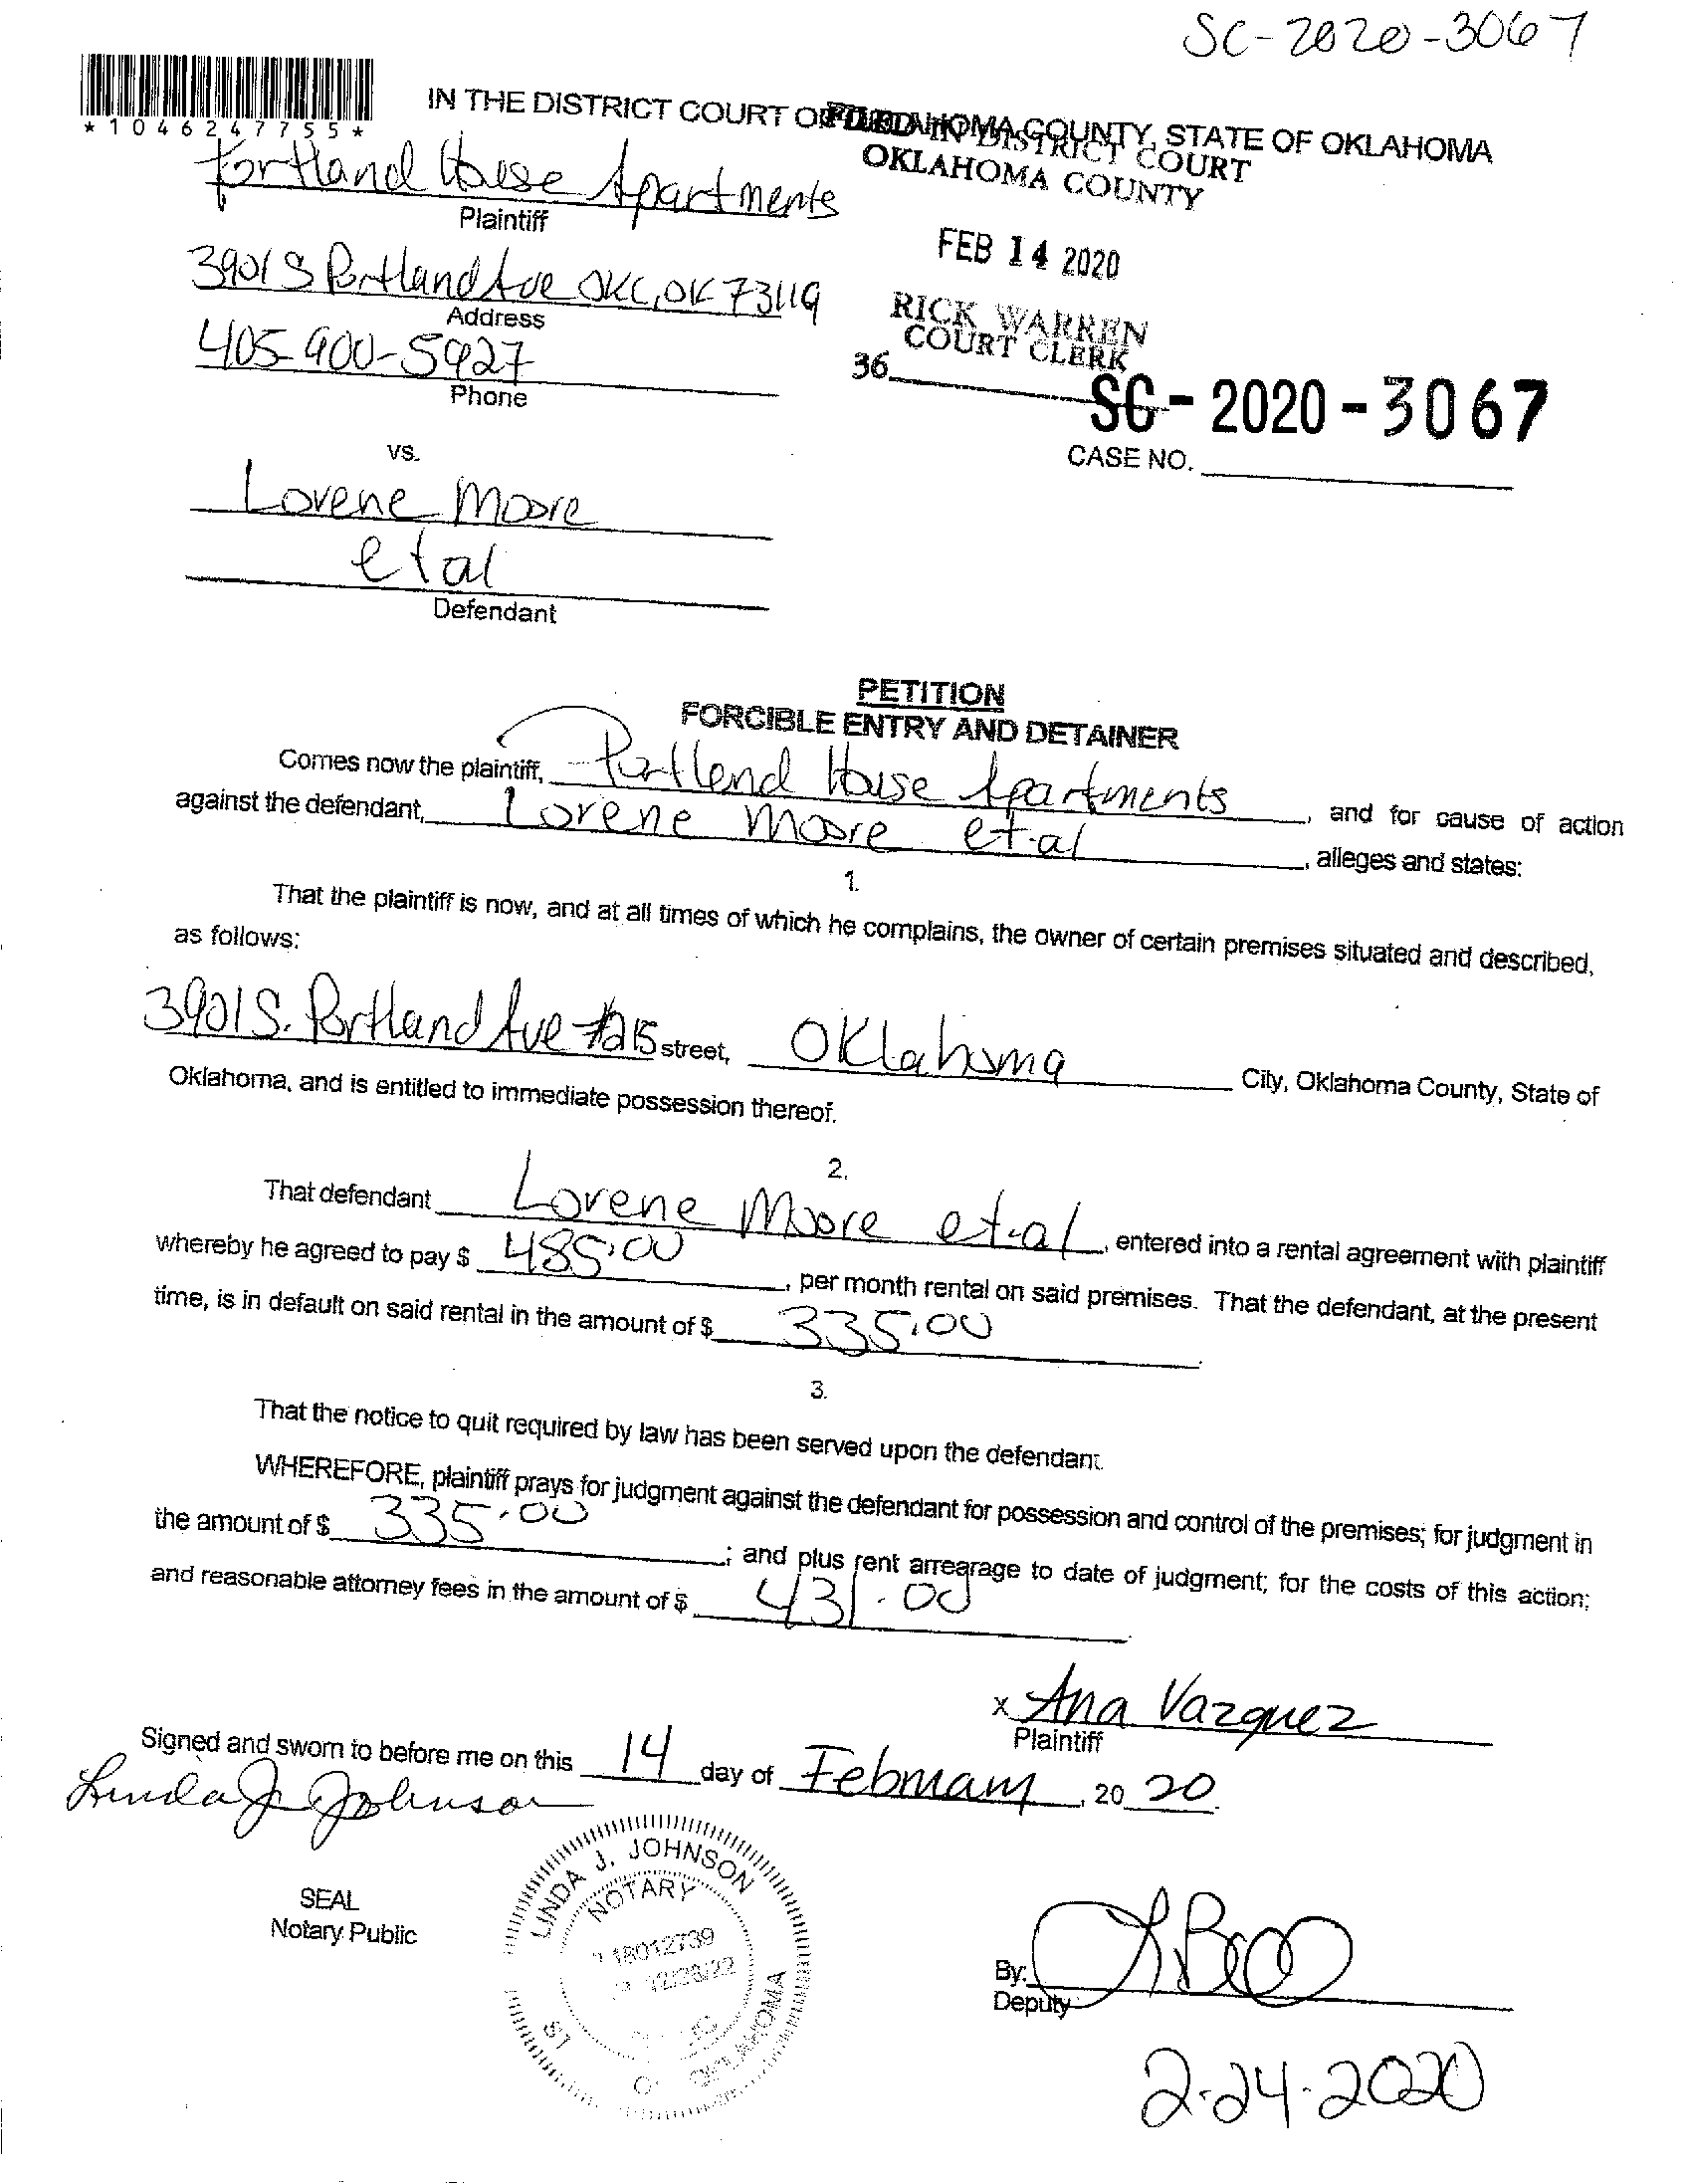 SC-2020-3067
*1046247755*
IN THE DISTRICT COURT OF OKLAHOMA COUNTY, STATE OF OKLAHOMA
FILED IN DISTRICT COURT
OKLAHOMA COUNTY
Portland House Apartments
Plaintiff
FEB 14 2020
3901 S Portland Ave OKC, OK 73119
Address
RICK WARREN
COURT CLERK
405-900-5927
Phone
36
SC-2020-3067
CASE NO.
vs.
Lorene Moore
et al
Defendant
PETITION
FORCIBLE ENTRY AND DETAINER
Comes now the plaintiff, Portland House Apartments, and for cause of action
against the defendant, Lorene Moore et-al, alleges and states:
1.
That the plaintiff is now, and at all times of which he complains, the owner of certain premises situated and described,
as follows:
3901 S. Portland Ave #215 street, Oklahoma City, Oklahoma County, State of
Oklahoma, and is entitled to immediate possession thereof.
2.
That defendant Lorene Moore et-al, entered into a rental agreement with plaintiff
whereby he agreed to pay $ 485.00, per month rental on said premises. That the defendant, at the present
time, is in default on said rental in the amount of $ 335.00
3.
That the notice to quit required by law has been served upon the defendant.
WHEREFORE, plaintiff prays for judgment against the defendant for possession and control of the premises; for judgment in
the amount of $ 335.00; and plus rent arrearage to date of judgment; for the costs of this action;
and reasonable attorney fees in the amount of $ 431.00.
x Ana Vazquez
Plaintiff
Signed and sworn to before me on this 14 day of February, 20 20.
Linda J Johnson
LINDA J. JOHNSON
NOTARY
18012739
12/28/22
OKLAHOMA
SEAL
Notary Public
By:
Deputy
2-24-2020